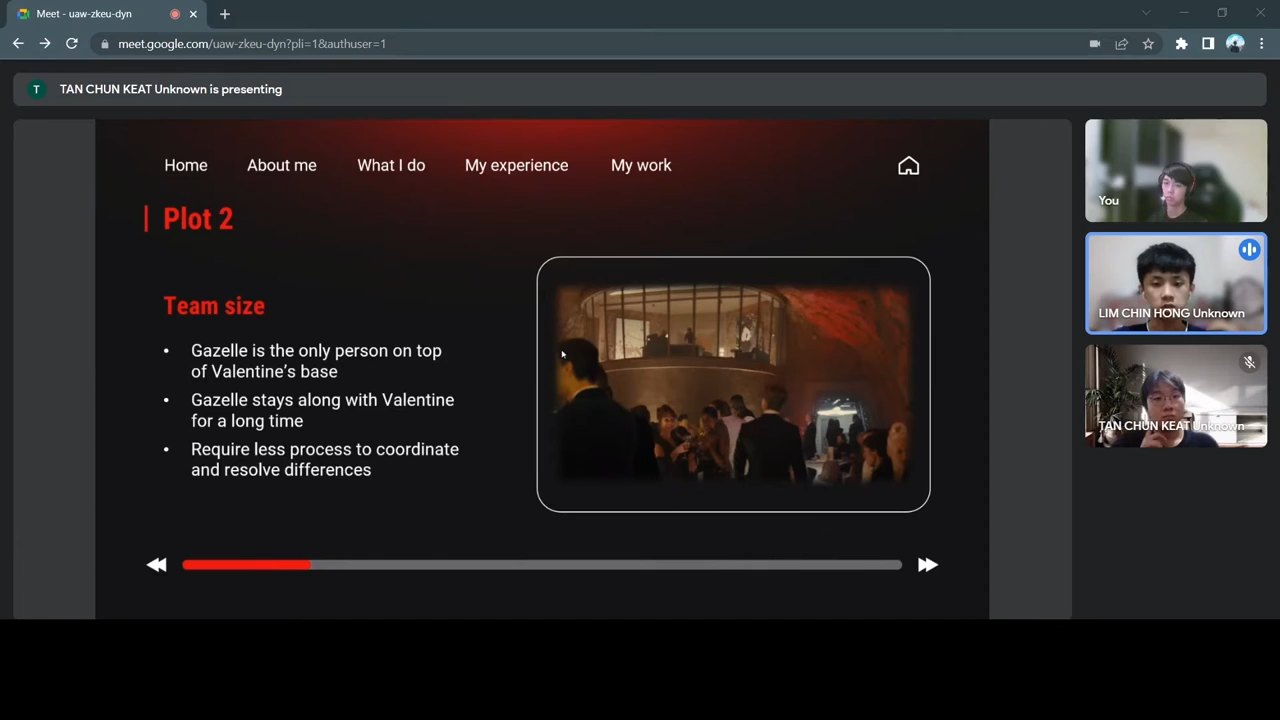 Meet - uaw-zkeu-dyn
meet.google.com/uaw-zkeu-dyn?pli=1&authuser=1
T
TAN CHUN KEAT Unknown is presenting
Home About me What I do My experience My work
Plot 2
Team size
• Gazelle is the only person on top
of Valentine's base
• Gazelle stays along with Valentine
for a long time
• Require less process to coordinate
and resolve differences
You
LIM CHIN HONG Unknown
TAN CHUN KEAT Unknown